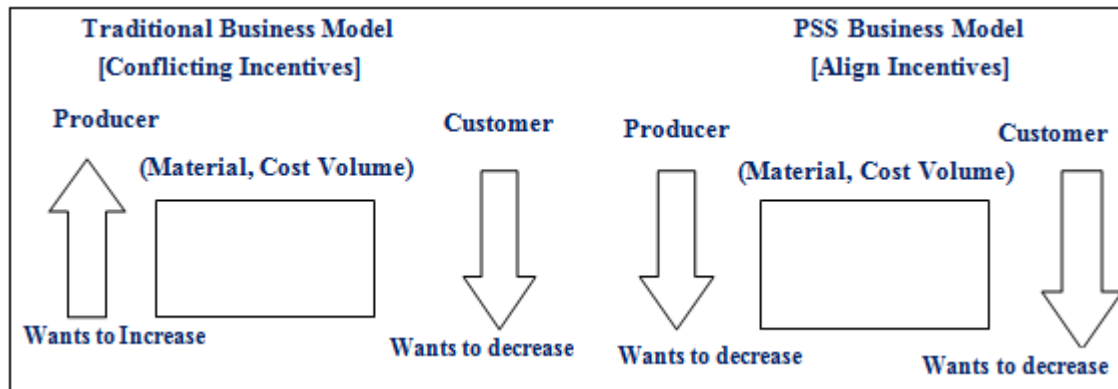 Traditional Business Model
[Conflicting Incentives]
Producer
Customer
(Material, Cost Volume)
Wants to Increase
Wants to decrease
PSS Business Model
[Align Incentives]
Producer
Customer
(Material, Cost Volume)
Wants to decrease
Wants to decrease